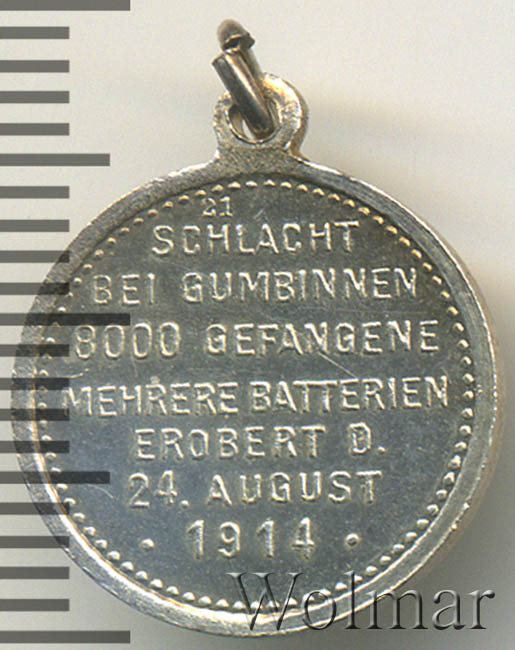 21
SCHLACHT
BEI GUMBINNEN
8000 GEFANGENE
MEHRERE BATTERIEN
EROBERT D.
24. AUGUST
· 1914 ·
Wolmar